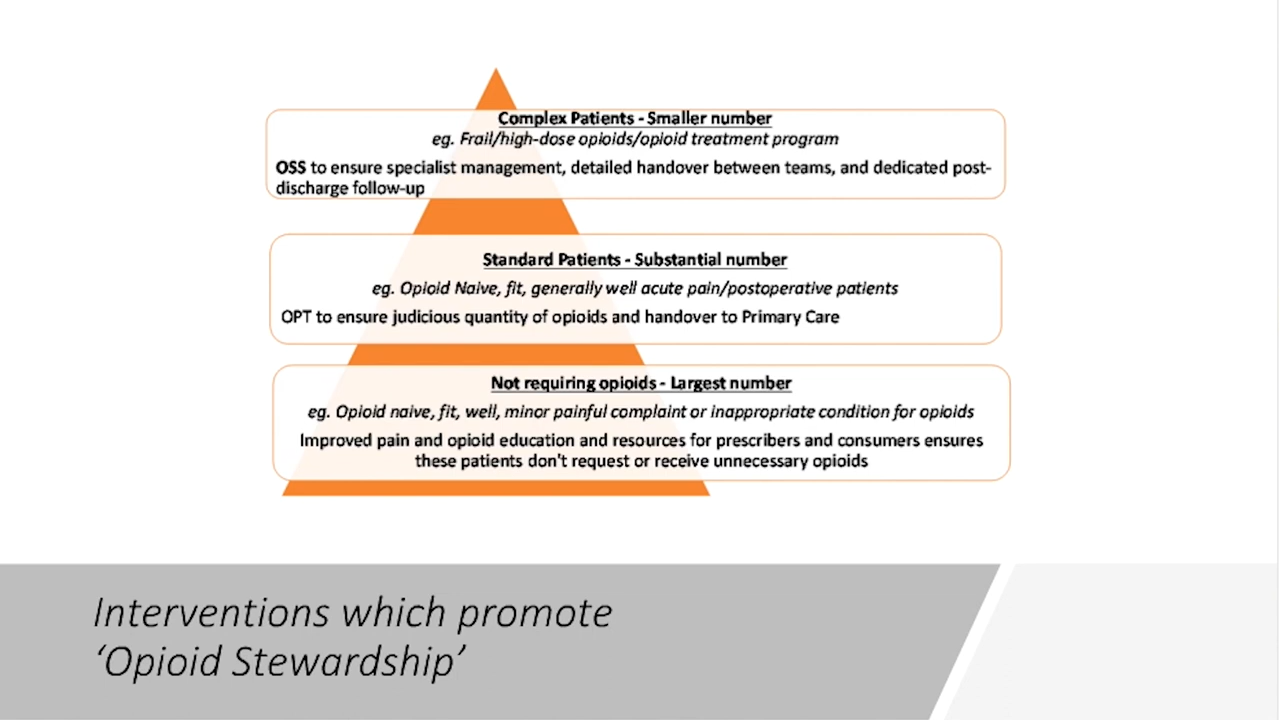 Complex Patients - Smaller number
eg. Frail/high-dose opioids/opioid treatment program
OSS to ensure specialist management, detailed handover between teams, and dedicated post-
discharge follow-up
Standard Patients - Substantial number
eg. Opioid Naive, fit, generally well acute pain/postoperative patients
OPT to ensure judicious quantity of opioids and handover to Primary Care
Not requiring opioids - Largest number
eg. Opioid naive, fit, well, minor painful complaint or inappropriate condition for opioids
Improved pain and opioid education and resources for prescribers and consumers ensures
these patients don't request or receive unnecessary opioids
Interventions which promote
‘Opioid Stewardship’